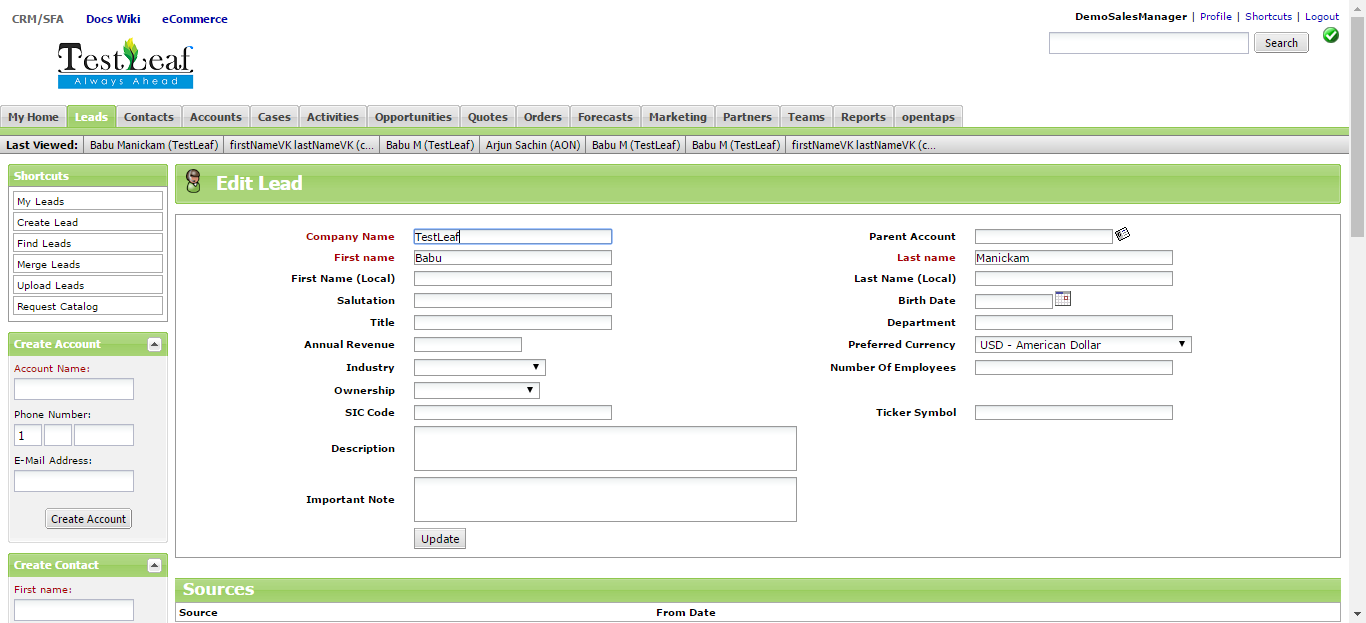 CRM/SFA Docs Wiki eCommerce
DemoSalesManager | Profile | Shortcuts | Logout
Search
TestLeaf
Always Ahead
My Home Leads Contacts Accounts Cases Activities Opportunities Quotes Orders Forecasts Marketing Partners Teams Reports opentaps
Last Viewed: Babu Manickam (TestLeaf) firstNameVK lastNameVK (c... Babu M (TestLeaf) Arjun Sachin (AON) Babu M (TestLeaf) Babu M (TestLeaf) firstNameVK lastNameVK (c...
Shortcuts
My Leads
Create Lead
Find Leads
Merge Leads
Upload Leads
Request Catalog
Create Account
Account Name:
Phone Number:
1
E-Mail Address:
Create Account
Create Contact
First name:
Edit Lead
Company Name TestLeaf Parent Account
First name Babu Last name Manickam
First Name (Local) Last Name (Local)
Salutation Birth Date
Title Department
Annual Revenue Preferred Currency USD - American Dollar
Industry Number Of Employees
Ownership
SIC Code Ticker Symbol
Description
Important Note
Update
Sources
Source From Date